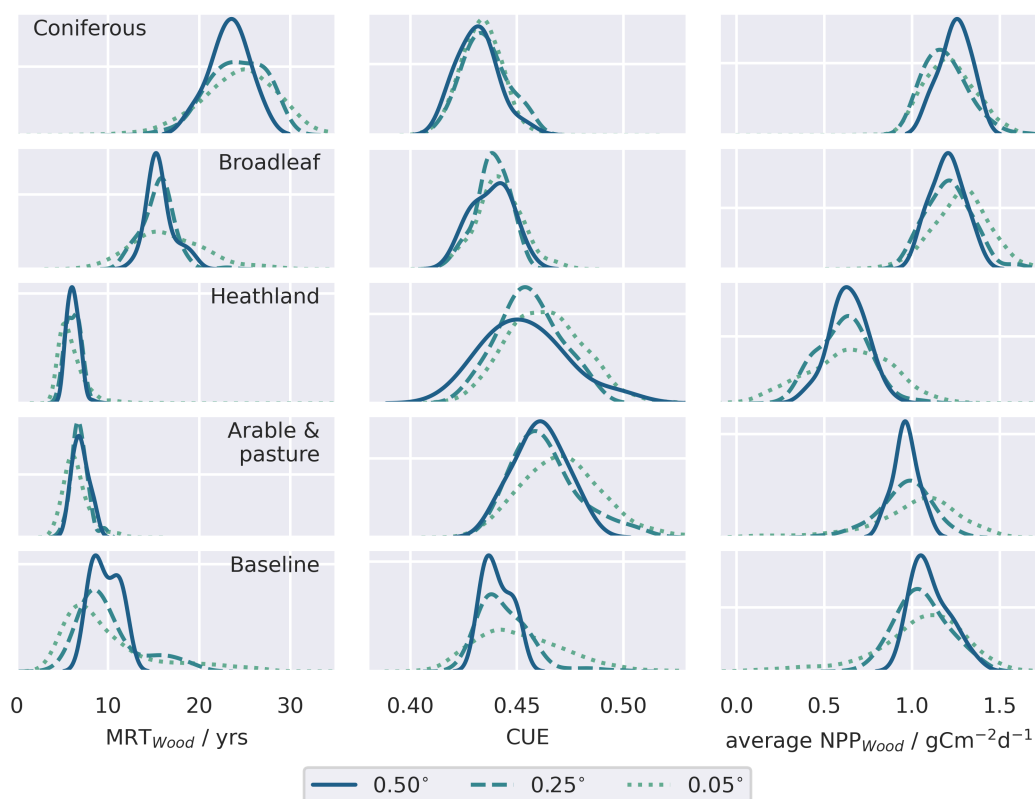 Coniferous
Broadleaf
Heathland
Arable &
pasture
Baseline
0 10 20 30 0.40 0.45 0.50 0.0 0.5 1.0 1.5
MRT_Wood / yrs CUE average NPP_Wood / gCm⁻²d⁻¹
0.50° 0.25° 0.05°